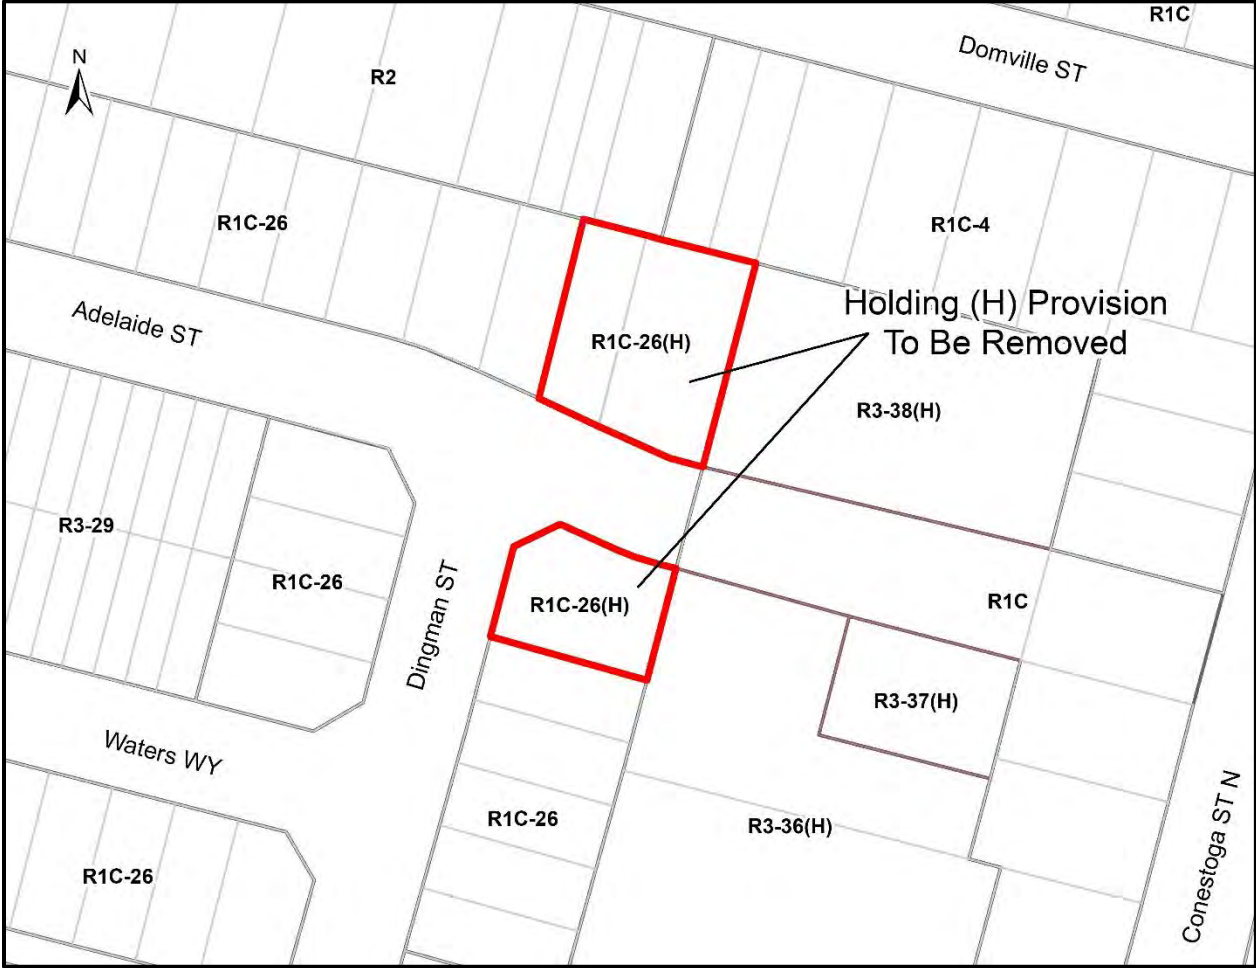 R1C
Domville ST
N
R2
R1C-26
R1C-4
Holding (H) Provision
To Be Removed
Adelaide ST
R1C-26(H)
R3-38(H)
R3-29
R1C-26
Dingman ST
R1C-26(H)
R1C
R3-37(H)
Waters WY
R1C-26
R3-36(H)
R1C-26
Conestoga ST N